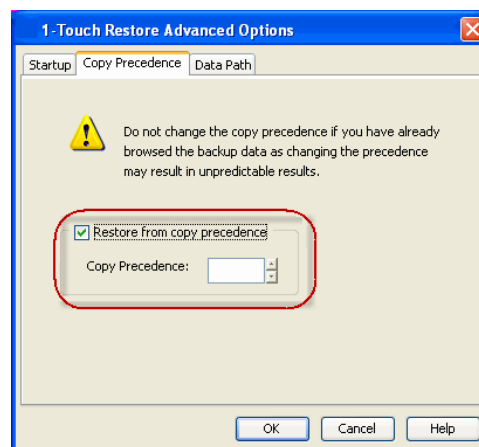 1-Touch Restore Advanced Options
Startup Copy Precedence Data Path
Do not change the copy precedence if you have already
browsed the backup data as changing the precedence
may result in unpredictable results.
Restore from copy precedence
Copy Precedence:
OK Cancel Help